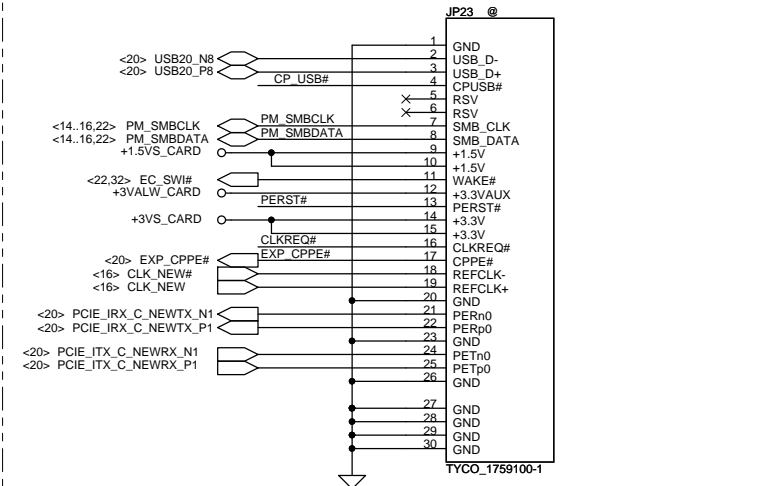 JP23 @
1 GND
<20> USB20_N8 2 USB_D-
<20> USB20_P8 3 USB_D+
CP_USB# 4 CPUSB#
5 RSV
6 RSV
<14..16,22> PM_SMBCLK PM_SMBCLK 7 SMB_CLK
<14..16,22> PM_SMBDATA PM_SMBDATA 8 SMB_DATA
+1.5VS_CARD 9 +1.5V
10 +1.5V
<22,32> EC_SWI# 11 WAKE#
+3VALW_CARD 12 +3.3VAUX
PERST# 13 PERST#
+3VS_CARD 14 +3.3V
15 +3.3V
CLKREQ# 16 CLKREQ#
<20> EXP_CPPE# EXP_CPPE# 17 CPPE#
<16> CLK_NEW# 18 REFCLK-
<16> CLK_NEW 19 REFCLK+
20 GND
<20> PCIE_IRX_C_NEWTX_N1 21 PERn0
<20> PCIE_IRX_C_NEWTX_P1 22 PERp0
23 GND
<20> PCIE_ITX_C_NEWRX_N1 24 PETn0
<20> PCIE_ITX_C_NEWRX_P1 25 PETp0
26 GND
27 GND
28 GND
29 GND
30 GND
TYCO_1759100-1